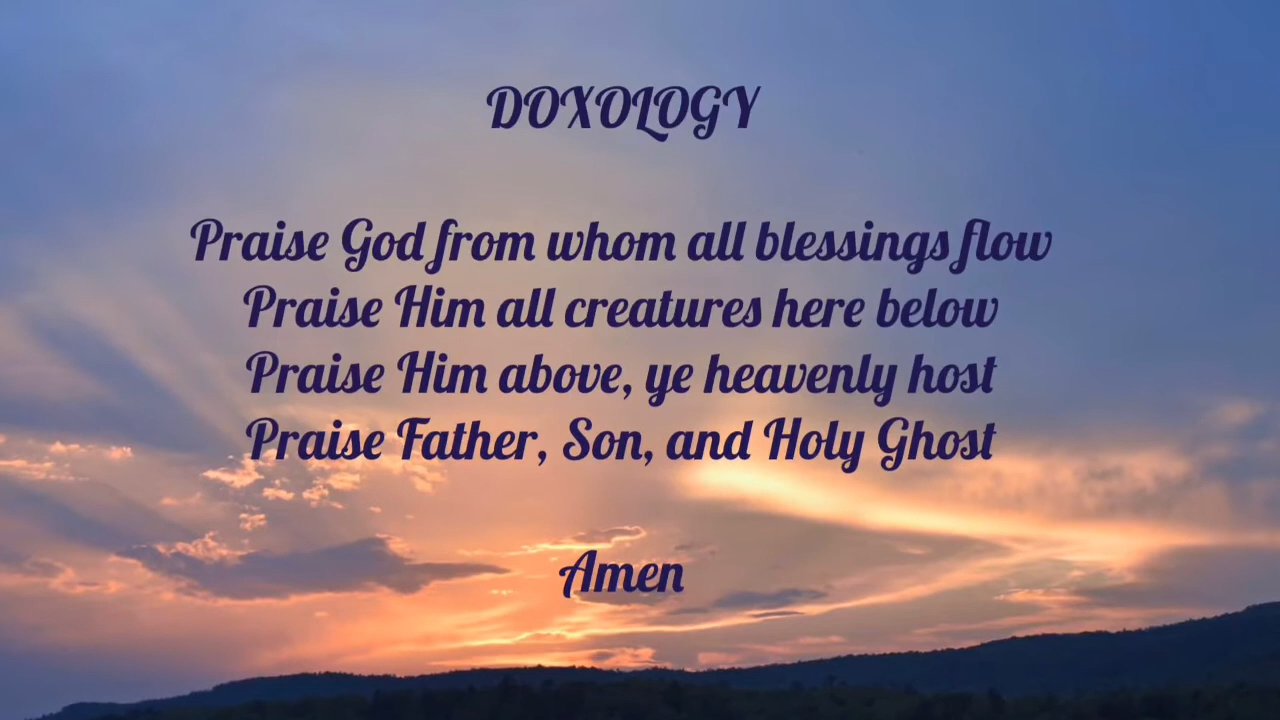 DOXOLOGY
Praise God from whom all blessings flow
Praise Him all creatures here below
Praise Him above, ye heavenly host
Praise Father, Son, and Holy Ghost
Amen